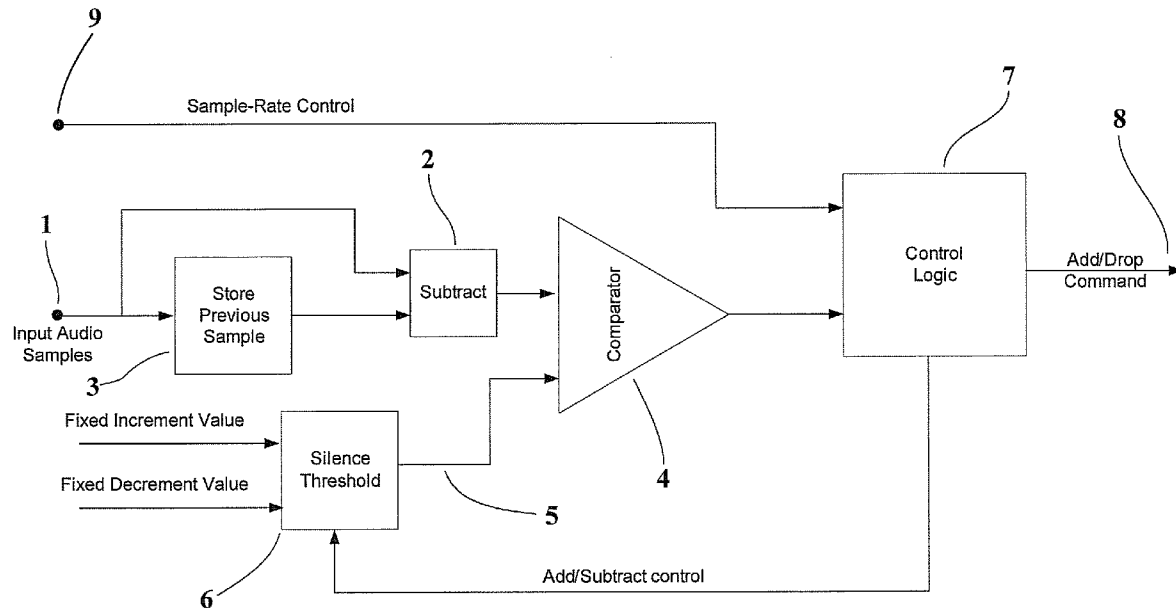 9
Sample-Rate Control
7
8
2
1
Control
Logic
Add/Drop
Command
Store
Previous
Sample
Subtract
Comparator
Input Audio
Samples
3
Fixed Increment Value
Silence
Threshold
4
Fixed Decrement Value
5
6
Add/Subtract control